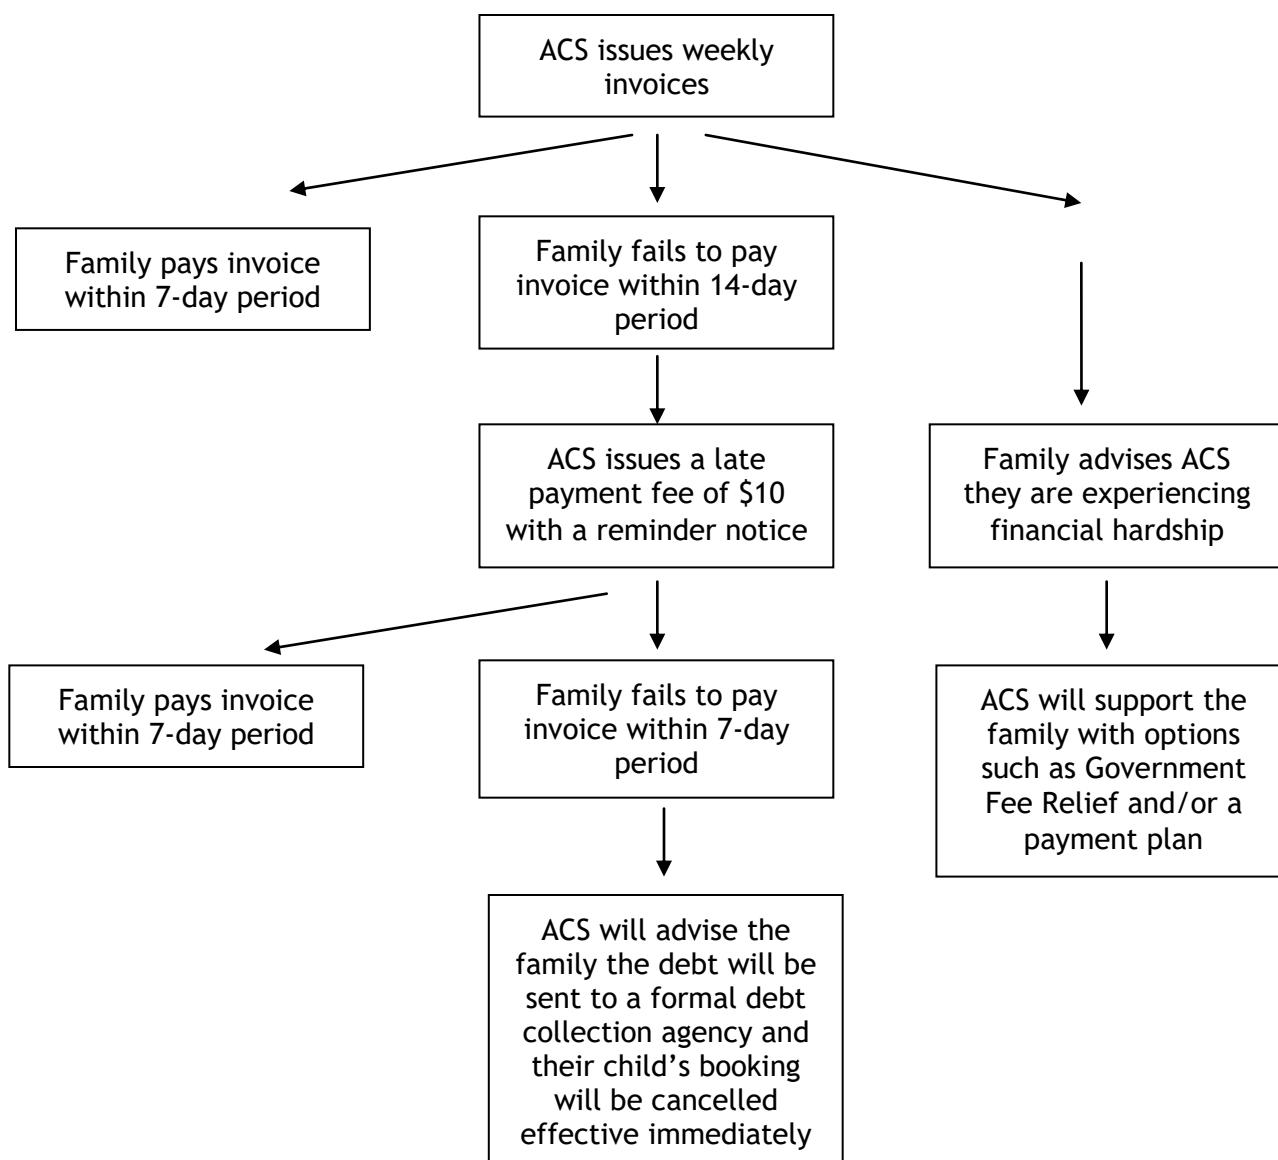 ACS issues weekly
invoices
Family pays invoice
within 7-day period
Family fails to pay
invoice within 14-day
period
ACS issues a late
payment fee of $10
with a reminder notice
Family advises ACS
they are experiencing
financial hardship
Family pays invoice
within 7-day period
Family fails to pay
invoice within 7-day
period
ACS will support the
family with options
such as Government
Fee Relief and/or a
payment plan
ACS will advise the
family the debt will be
sent to a formal debt
collection agency and
their child’s booking
will be cancelled
effective immediately